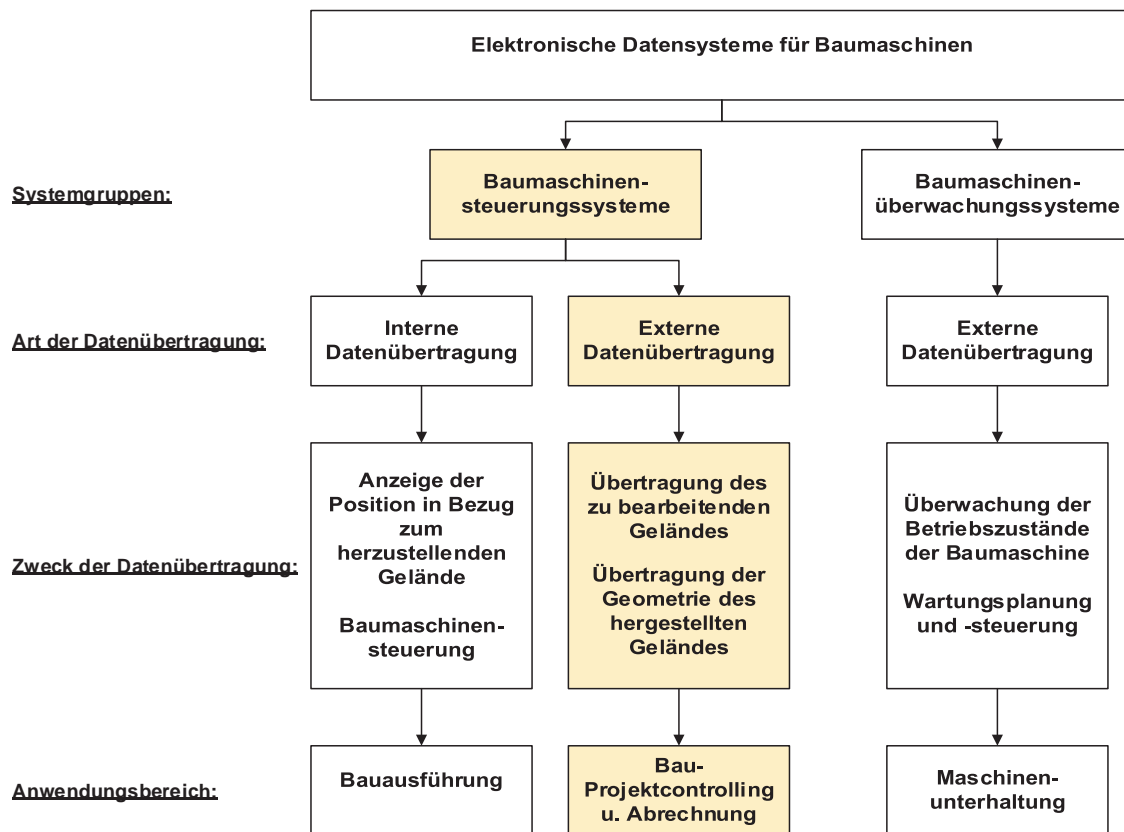 Elektronische Datensysteme für Baumaschinen
Systemgruppen:
Baumaschinen-
steuerungssysteme
Baumaschinen-
überwachungssysteme
Art der Datenübertragung:
Interne
Datenübertragung
Externe
Datenübertragung
Externe
Datenübertragung
Zweck der Datenübertragung:
Anzeige der
Position in Bezug
zum
herzustellenden
Gelände
Baumaschinen-
steuerung
Übertragung des
zu bearbeitenden
Geländes
Übertragung der
Geometrie des
hergestellten
Geländes
Überwachung der
Betriebszustände
der Baumaschine
Wartungsplanung
und -steuerung
Anwendungsbereich:
Bauausführung
Bau-
Projektcontrolling
u. Abrechnung
Maschinen-
unterhaltung